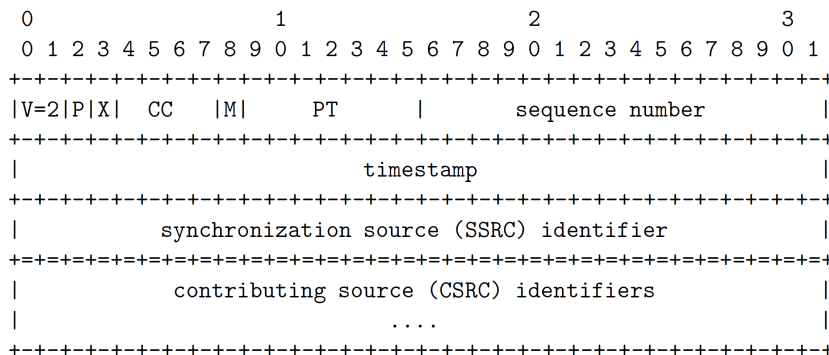 0                   1                   2                   3
 0 1 2 3 4 5 6 7 8 9 0 1 2 3 4 5 6 7 8 9 0 1 2 3 4 5 6 7 8 9 0 1
+-+-+-+-+-+-+-+-+-+-+-+-+-+-+-+-+-+-+-+-+-+-+-+-+-+-+-+-+-+-+-+-+
|V=2|P|X|  CC   |M|     PT      |       sequence number         |
+-+-+-+-+-+-+-+-+-+-+-+-+-+-+-+-+-+-+-+-+-+-+-+-+-+-+-+-+-+-+-+-+
|                           timestamp                           |
+-+-+-+-+-+-+-+-+-+-+-+-+-+-+-+-+-+-+-+-+-+-+-+-+-+-+-+-+-+-+-+-+
|           synchronization source (SSRC) identifier            |
+=+=+=+=+=+=+=+=+=+=+=+=+=+=+=+=+=+=+=+=+=+=+=+=+=+=+=+=+=+=+=+=+
|            contributing source (CSRC) identifiers             |
|                             ....                              |
+-+-+-+-+-+-+-+-+-+-+-+-+-+-+-+-+-+-+-+-+-+-+-+-+-+-+-+-+-+-+-+-+